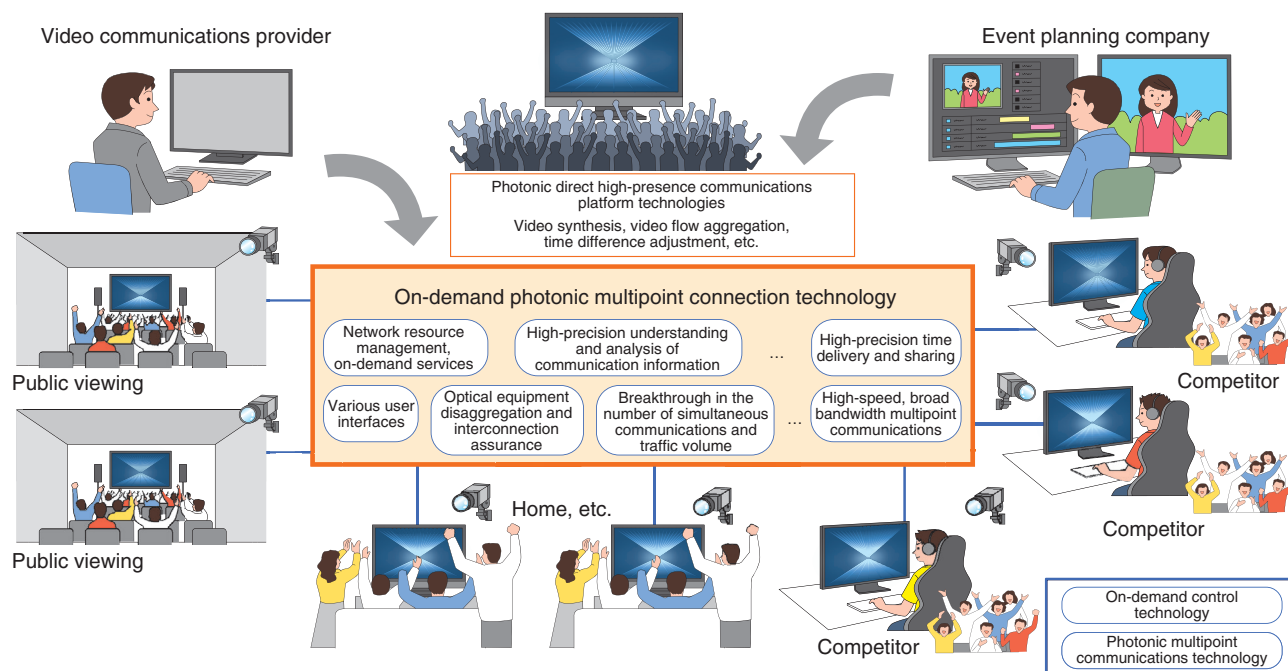 Video communications provider
Event planning company
Photonic direct high-presence communications
platform technologies
Video synthesis, video flow aggregation,
time difference adjustment, etc.
On-demand photonic multipoint connection technology
Network resource
management,
on-demand services
High-precision understanding
and analysis of
communication information
...
High-precision time
delivery and sharing
Various user
interfaces
Optical equipment
disaggregation and
interconnection
assurance
Breakthrough in the
number of simultaneous
communications and
traffic volume
...
High-speed, broad
bandwidth multipoint
communications
Public viewing
Public viewing
Competitor
Competitor
Home, etc.
Competitor
On-demand control
technology
Photonic multipoint
communications technology